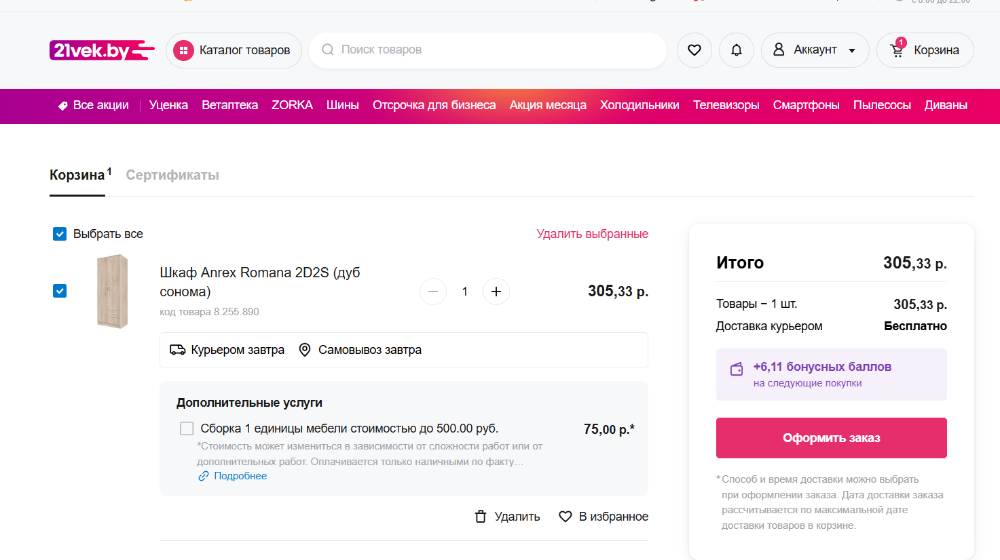 21vek.by
Каталог товаров
Поиск товаров
Аккаунт
1
Корзина
Все акции
Уценка
Ветаптека
ZORKA
Шины
Отсрочка для бизнеса
Акция месяца
Холодильники
Телевизоры
Смартфоны
Пылесосы
Диваны
Корзина 1
Сертификаты
Выбрать все
Удалить выбранные
Шкаф Anrex Romana 2D2S (дуб
сонома)
код товара 8.255.890
1
305,33 р.
Курьером завтра
Самовывоз завтра
Дополнительные услуги
Сборка 1 единицы мебели стоимостью до 500.00 руб.
75,00 р.*
*Стоимость может измениться в зависимости от сложности работ или от
дополнительных работ. Оплачивается только наличными по факту…
Подробнее
Удалить
В избранное
Итого
305,33 р.
Товары – 1 шт.
305,33 р.
Доставка курьером
Бесплатно
+6,11 бонусных баллов
на следующие покупки
Оформить заказ
* Способ и время доставки можно выбрать
при оформлении заказа. Дата доставки заказа
рассчитывается по максимальной дате
доставки товаров в корзине.